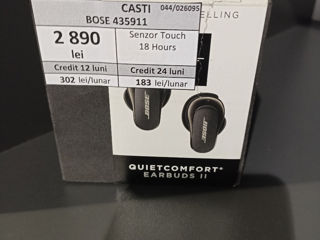 ELLING
CASTI 044/026095
BOSE 435911
2 890
lei
Senzor Touch
18 Hours
Credit 12 luni
Credit 24 luni
302 lei/lunar
183 lei/lunar
BOSE
BOSE
QUIETCOMFORT®
EARBUDS II